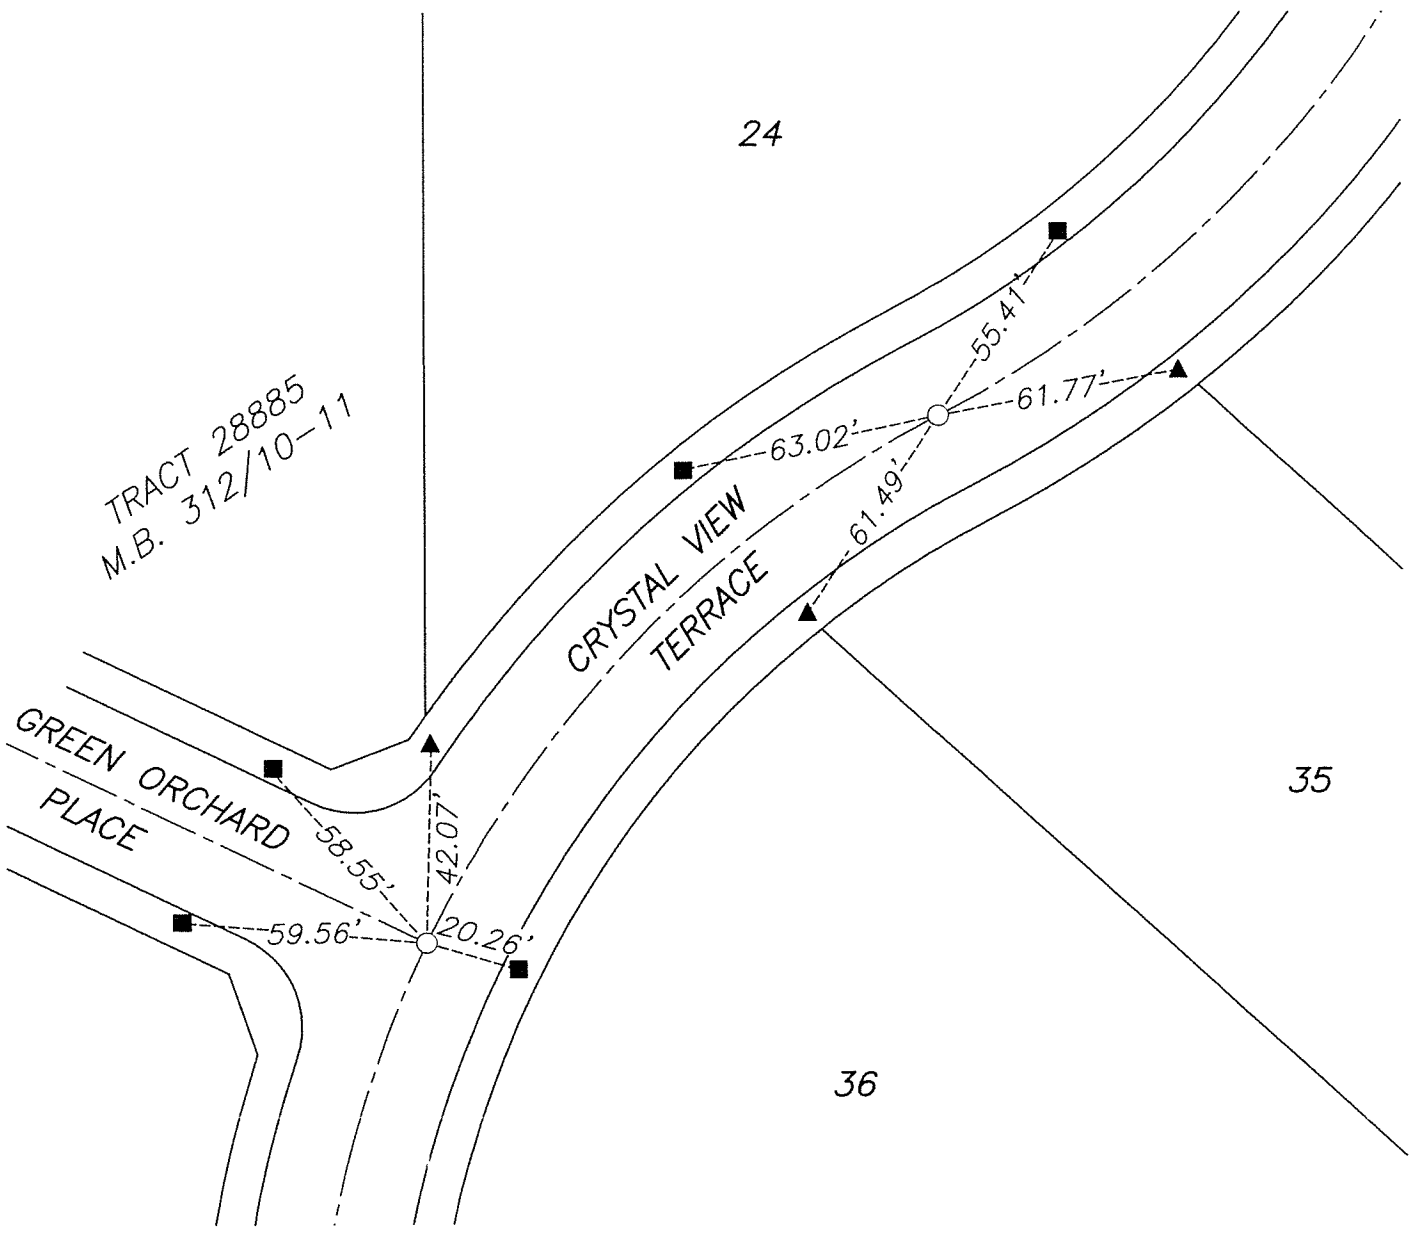 24
55.41'
61.77'
63.02'
61.49'
TRACT 28885
M.B. 312/10-11
CRYSTAL VIEW
TERRACE
GREEN ORCHARD
PLACE
35
58.55'
42.07'
59.56'
20.26'
36